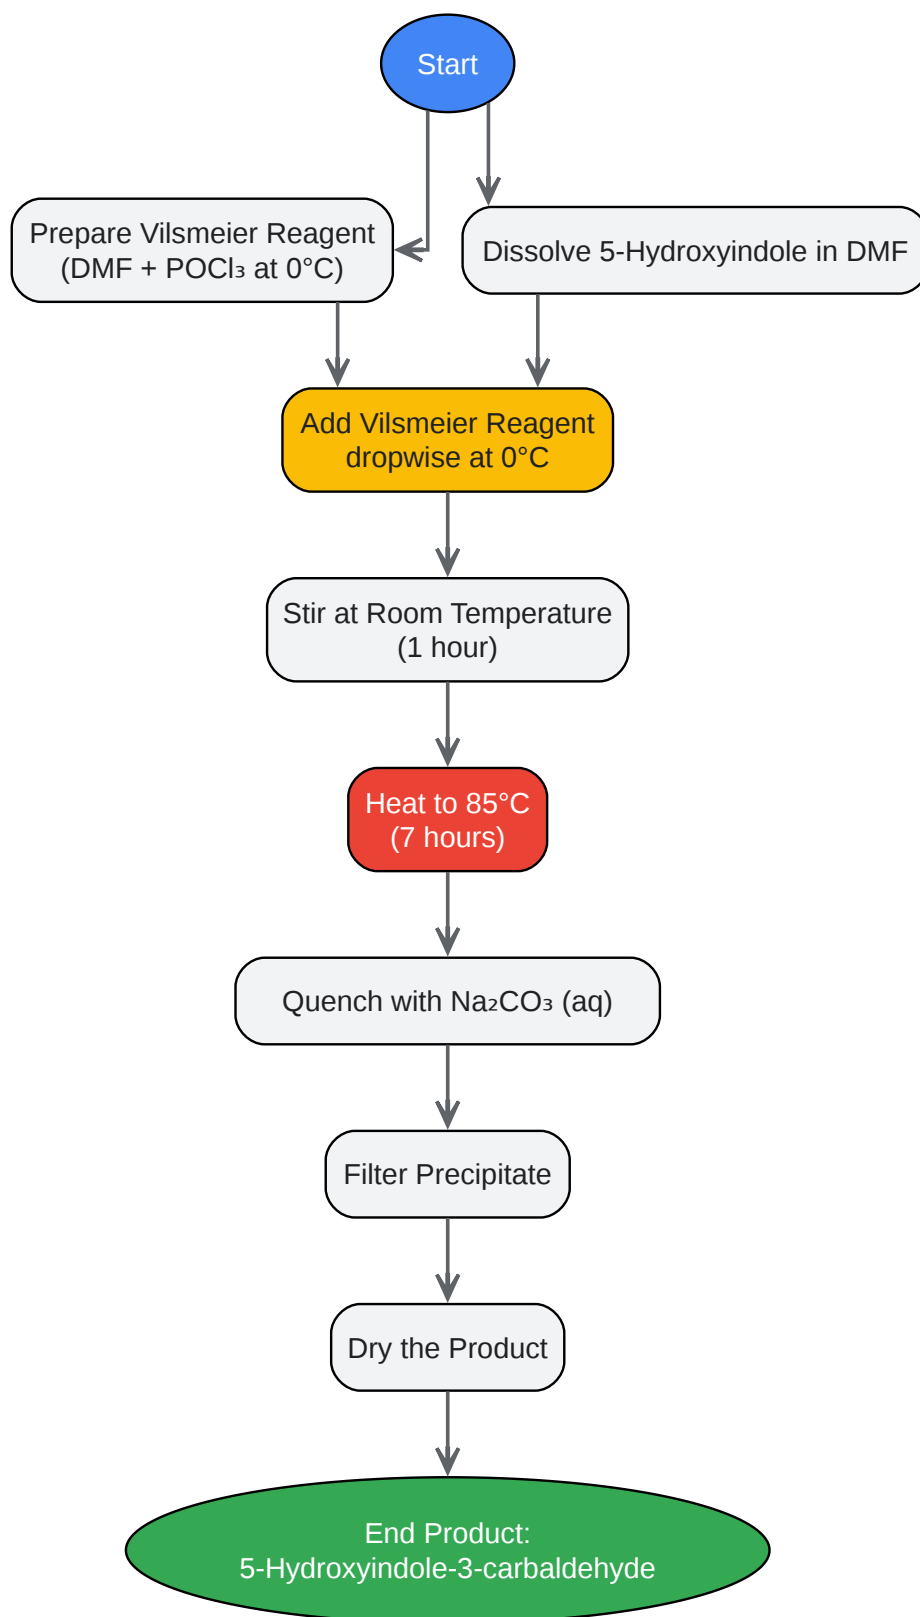 Start
Prepare Vilsmeier Reagent
(DMF + POCl₃ at 0°C)
Dissolve 5-Hydroxyindole in DMF
Add Vilsmeier Reagent
dropwise at 0°C
Stir at Room Temperature
(1 hour)
Heat to 85°C
(7 hours)
Quench with Na₂CO₃ (aq)
Filter Precipitate
Dry the Product
End Product:
5-Hydroxyindole-3-carbaldehyde